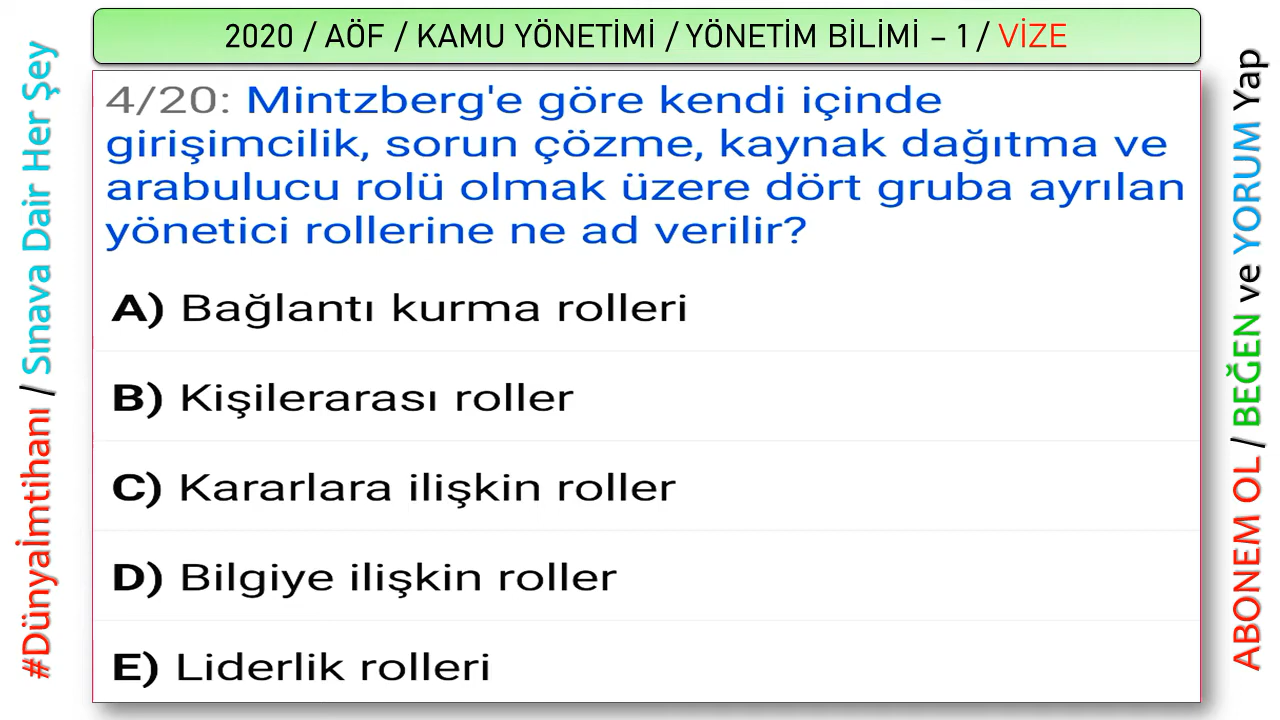 2020 / AÖF / KAMU YÖNETİMİ / YÖNETİM BİLİMİ – 1 / VİZE
#Dünyaİmtihanı / Sınava Dair Her Şey
4/20: Mintzberg'e göre kendi içinde
girişimcilik, sorun çözme, kaynak dağıtma ve
arabulucu rolü olmak üzere dört gruba ayrılan
yönetici rollerine ne ad verilir?
A) Bağlantı kurma rolleri
B) Kişilerarası roller
C) Kararlara ilişkin roller
D) Bilgiye ilişkin roller
E) Liderlik rolleri
ABONEM OL / BEĞEN ve YORUM Yap